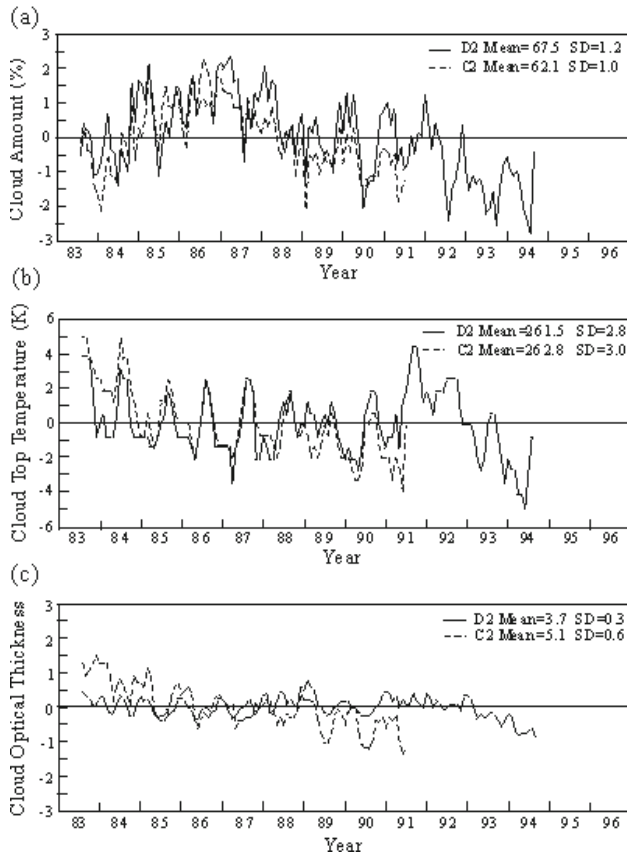 (a)
D2 Mean=67.5 SD=1.2
C2 Mean=62.1 SD=1.0
Cloud Amount (%)
3
2
1
0
-1
-2
-3
83 84 85 86 87 88 89 90 91 92 93 94 95 96
Year
(b)
D2 Mean=261.5 SD=2.8
C2 Mean=262.8 SD=3.0
Cloud Top Temperature (K)
6
4
2
0
-2
-4
6
83 84 85 86 87 88 89 90 91 92 93 94 95 96
Year
(c)
D2 Mean=3.7 SD=0.3
C2 Mean=5.1 SD=0.6
Cloud Optical Thickness
3
2
1
0
-1
-2
-3
83 84 85 86 87 88 89 90 91 92 93 94 95 96
Year